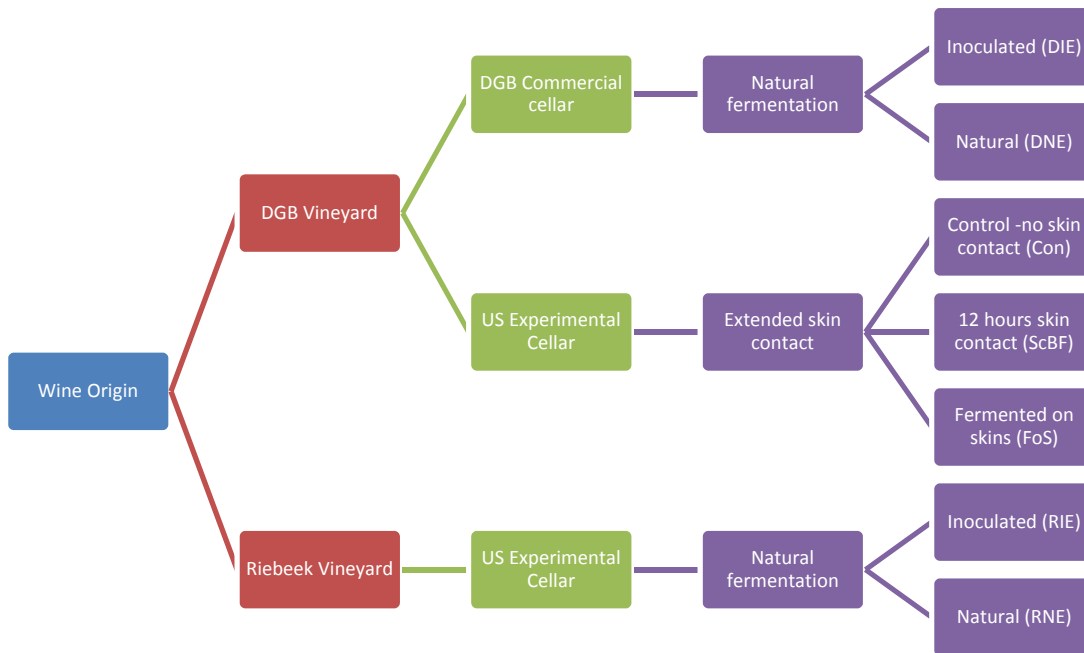 Wine Origin
DGB Vineyard
Riebeek Vineyard
DGB Commercial
cellar
US Experimental
Cellar
US Experimental
Cellar
Natural
fermentation
Extended skin
contact
Natural
fermentation
Inoculated (DIE)
Natural (DNE)
Control -no skin
contact (Con)
12 hours skin
contact (ScBF)
Fermented on
skins (FoS)
Inoculated (RIE)
Natural (RNE)